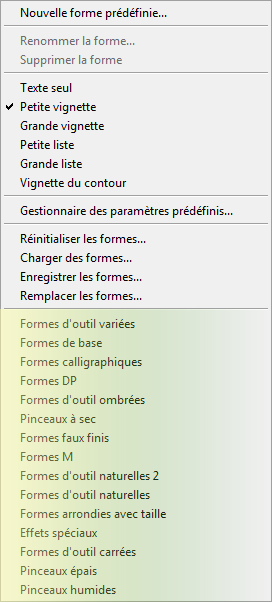 Nouvelle forme prédéfinie...
Renommer la forme...
Supprimer la forme
Texte seul
Petite vignette
Grande vignette
Petite liste
Grande liste
Vignette du contour
Gestionnaire des paramètres prédéfinis...
Réinitialiser les formes...
Charger des formes...
Enregistrer les formes...
Remplacer les formes...
Formes d'outil variées
Formes de base
Formes calligraphiques
Formes DP
Formes d'outil ombrées
Pinceaux à sec
Formes faux finis
Formes M
Formes d'outil naturelles 2
Formes d'outil naturelles
Formes arrondies avec taille
Effets spéciaux
Formes d'outil carrées
Pinceaux épais
Pinceaux humides